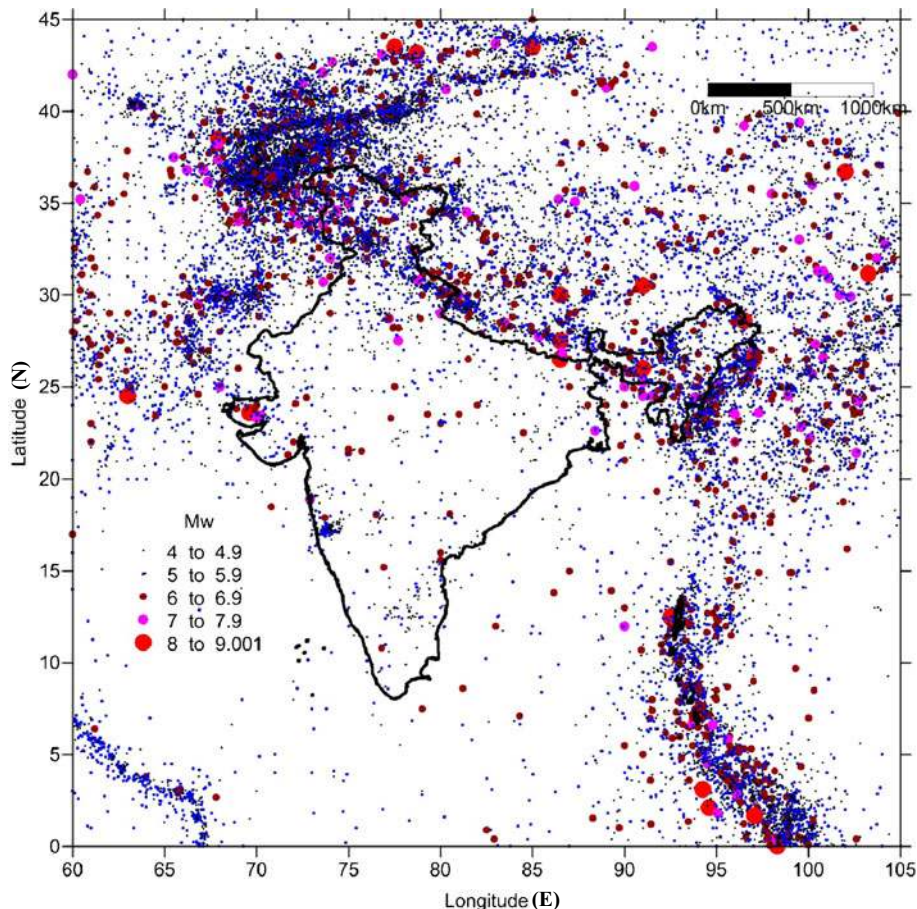 45
40
35
30
25
20
15
10
5
0
Latitude (N)
0km 500km 1000km
Mw
4 to 4.9
5 to 5.9
6 to 6.9
7 to 7.9
8 to 9.001
60 65 70 75 80 85 90 95 100 105
Longitude (E)